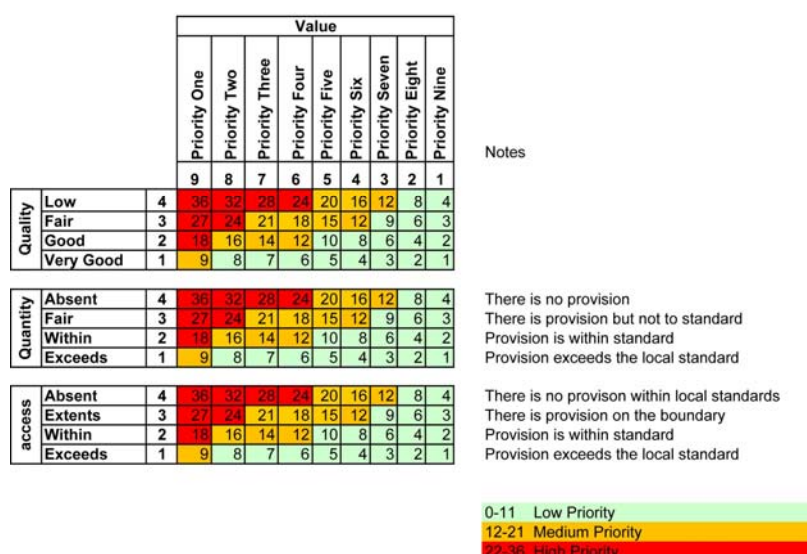 Value
Priority One Priority Two Priority Three Priority Four Priority Five Priority Six Priority Seven Priority Eight Priority Nine
Notes
9 8 7 6 5 4 3 2 1
Quality
Low 4 36 32 28 24 20 16 12 8 4
Fair 3 27 24 21 18 15 12 9 6 3
Good 2 18 16 14 12 10 8 6 4 2
Very Good 1 9 8 7 6 5 4 3 2 1
Quantity
Absent 4 36 32 28 24 20 16 12 8 4 There is no provision
Fair 3 27 24 21 18 15 12 9 6 3 There is provision but not to standard
Within 2 18 16 14 12 10 8 6 4 2 Provision is within standard
Exceeds 1 9 8 7 6 5 4 3 2 1 Provision exceeds the local standard
access
Absent 4 36 32 28 24 20 16 12 8 4 There is no provison within local standards
Extents 3 27 24 21 18 15 12 9 6 3 There is provision on the boundary
Within 2 18 16 14 12 10 8 6 4 2 Provision is within standard
Exceeds 1 9 8 7 6 5 4 3 2 1 Provision exceeds the local standard
0-11 Low Priority
12-21 Medium Priority
22-36 High Priority